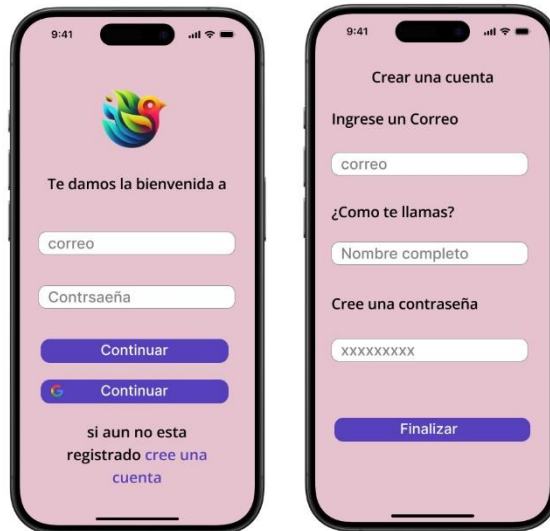 9:41
Te damos la bienvenida a
correo
Contrsaeña
Continuar
G Continuar
si aun no esta
registrado cree una
cuenta
9:41
Crear una cuenta
Ingrese un Correo
correo
¿Como te llamas?
Nombre completo
Cree una contraseña
xxxxxxxxx
Finalizar